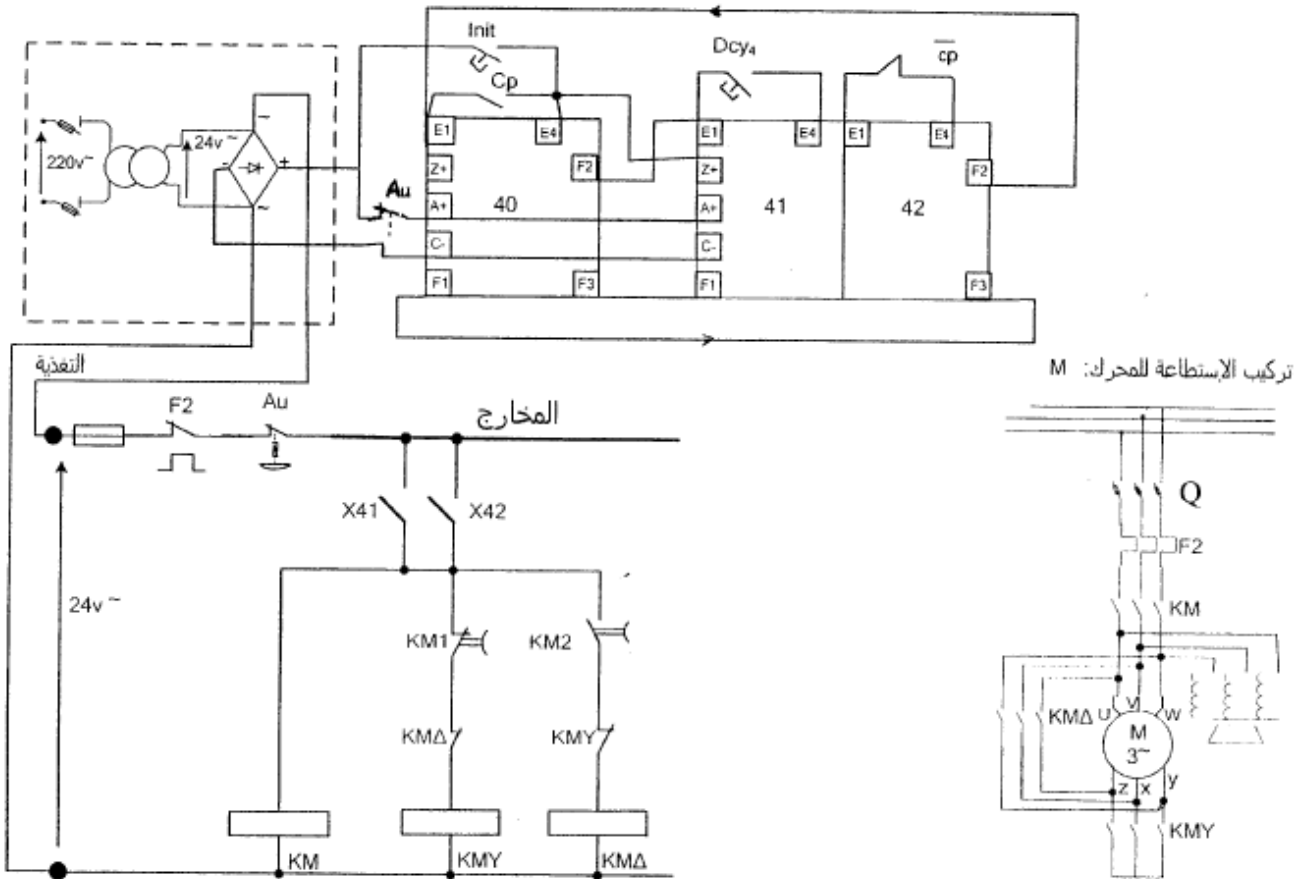 Init
Dcy₄
c̅p̅
Cp
24v~
220v~
~
-
+
~
Au
E1
E4
Z+
F2
A+
40
C-
F1
F3
E1
E4
Z+
A+
41
C-
F1
E1
E4
F2
42
F3
التغذية
تركيب الإستطاعة للمحرك: M
F2
Au
المخارج
X41
X42
24v~
KM1
KM2
KMΔ
KMY
KM
KMY
KMΔ
Q
F2
KM
KMΔ
U
V
W
M
3~
z
x
y
KMY